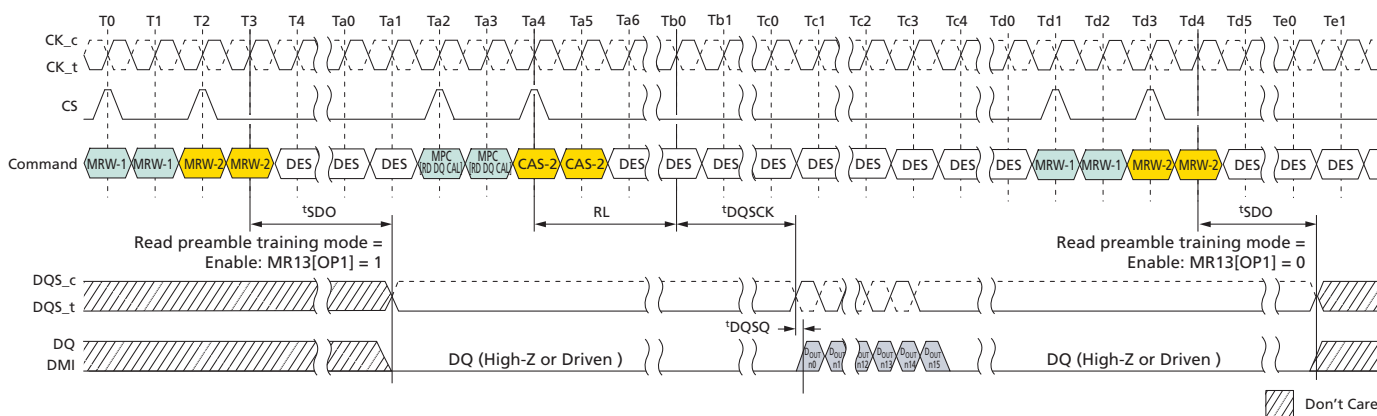 T0 T1 T2 T3 T4 Ta0 Ta1 Ta2 Ta3 Ta4 Ta5 Ta6 Tb0 Tb1 Tc0 Tc1 Tc2 Tc3 Tc4 Td0 Td1 Td2 Td3 Td4 Td5 Te0 Te1
CK_c
CK_t
CS
Command MRW-1 MRW-1 MRW-2 MRW-2 DES DES DES MPC [RD DQ CAL] MPC [RD DQ CAL] CAS-2 CAS-2 DES DES DES DES DES DES DES DES DES MRW-1 MRW-1 MRW-2 MRW-2 DES DES DES
tSDO RL tDQSCK tSDO
Read preamble training mode =
Enable: MR13[OP1] = 1
Read preamble training mode =
Enable: MR13[OP1] = 0
DQS_c
DQS_t
tDQSQ
DQ
DMI
DQ (High-Z or Driven )
DOUT n0 DOUT n1 DOUT n12 DOUT n13 DOUT n14 DOUT n15
DQ (High-Z or Driven )
Don't Care